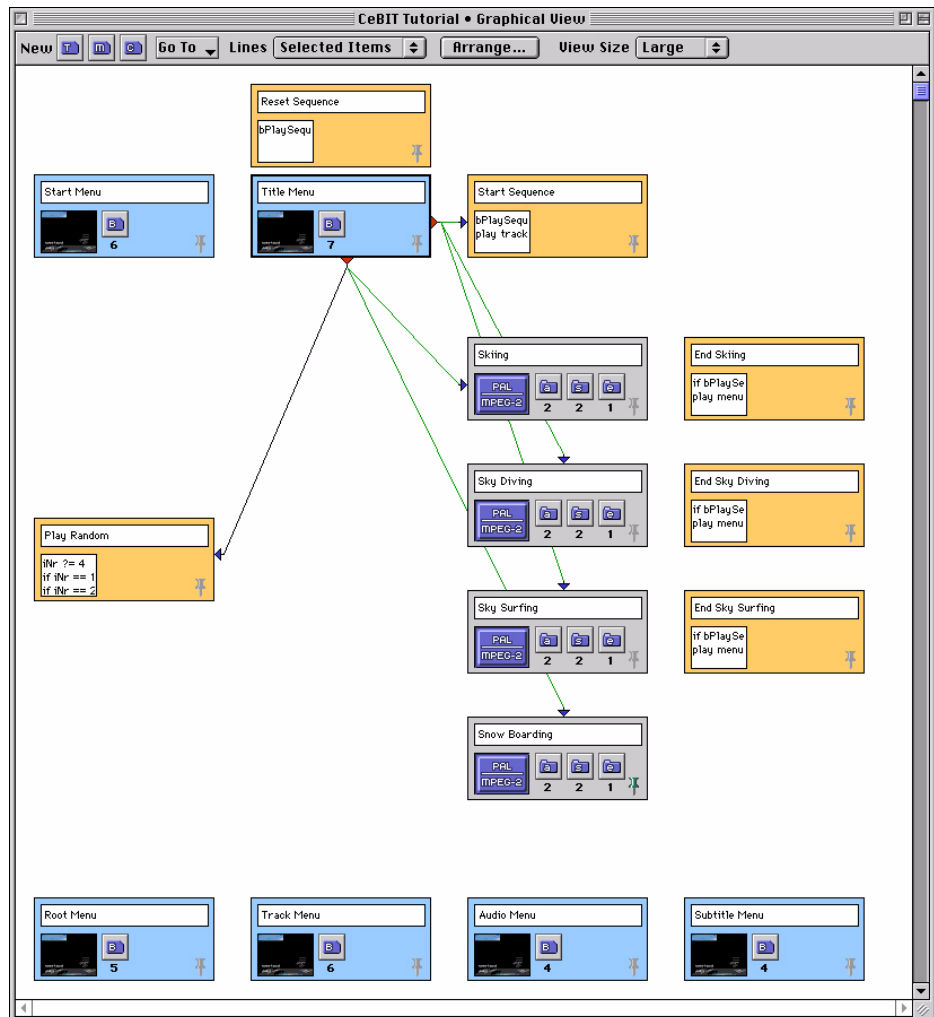 CeBIT Tutorial • Graphical View
New T M C Go To Lines Selected Items Arrange... View Size Large
Reset Sequence
bPlaySequ
Start Menu
B
6
Title Menu
B
7
Start Sequence
bPlaySequ
play track
Skiing
PAL
MPEG-2
a s e
2 2 1
End Skiing
if bPlaySe
play menu
Sky Diving
PAL
MPEG-2
a s e
2 2 1
End Sky Diving
if bPlaySe
play menu
Play Random
iNr ?= 4
if iNr == 1
if iNr == 2
Sky Surfing
PAL
MPEG-2
a s e
2 2 1
End Sky Surfing
if bPlaySe
play menu
Snow Boarding
PAL
MPEG-2
a s e
2 2 1
Root Menu
B
5
Track Menu
B
6
Audio Menu
B
4
Subtitle Menu
B
4